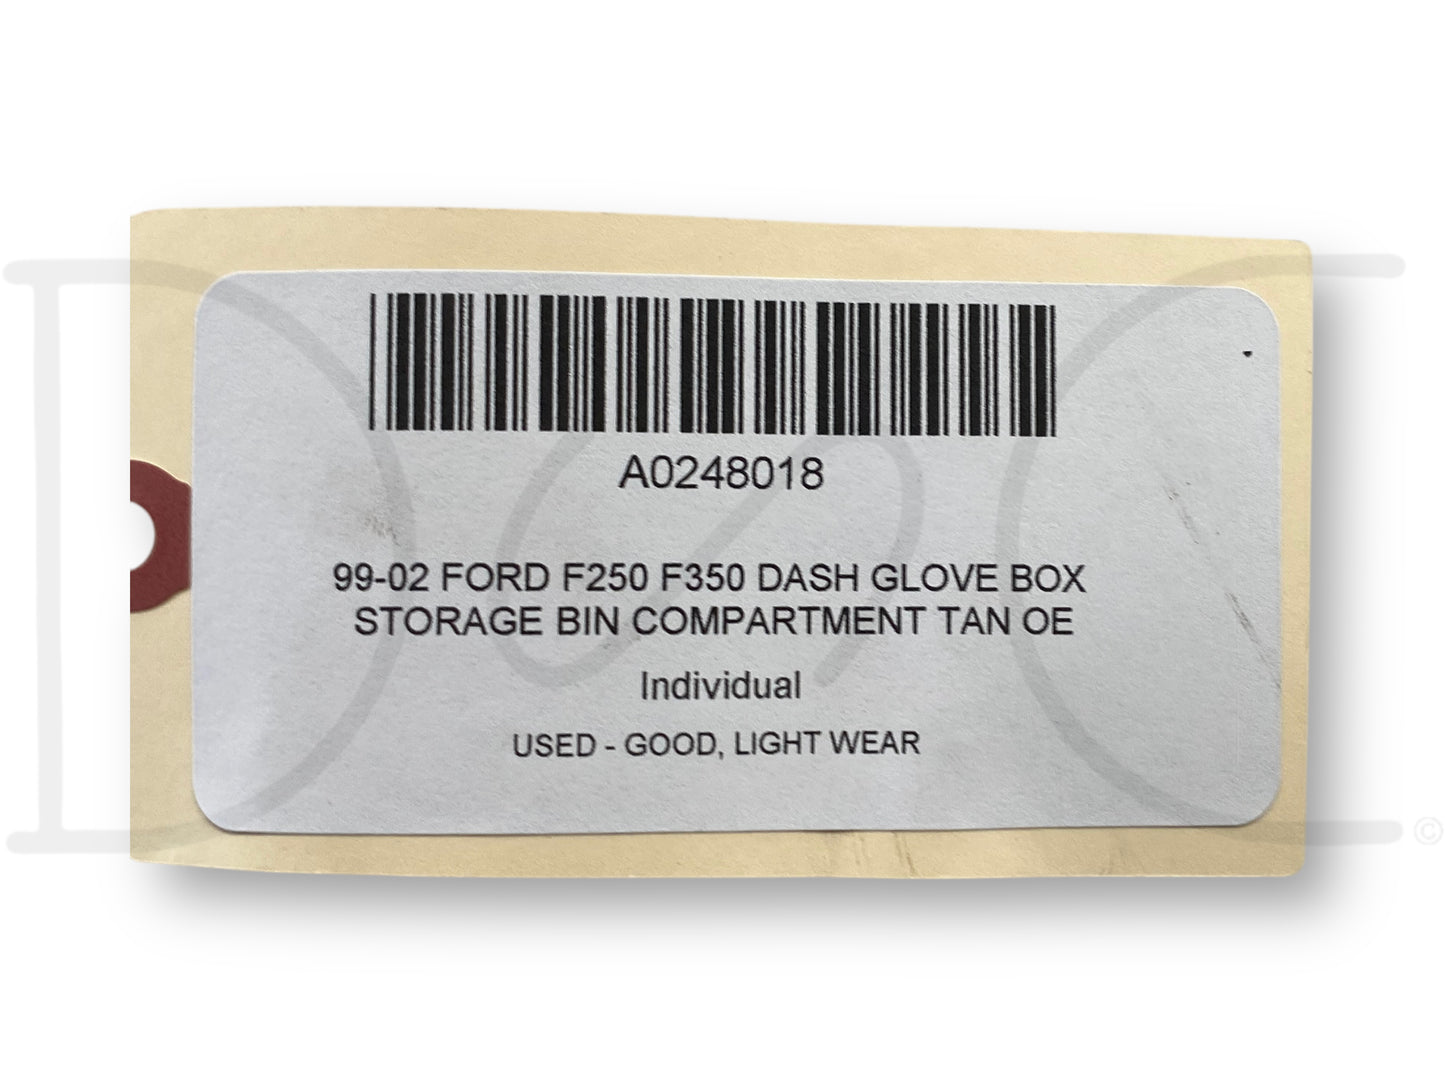 A0248018
99-02 FORD F250 F350 DASH GLOVE BOX
STORAGE BIN COMPARTMENT TAN OE
Individual
USED - GOOD, LIGHT WEAR
©